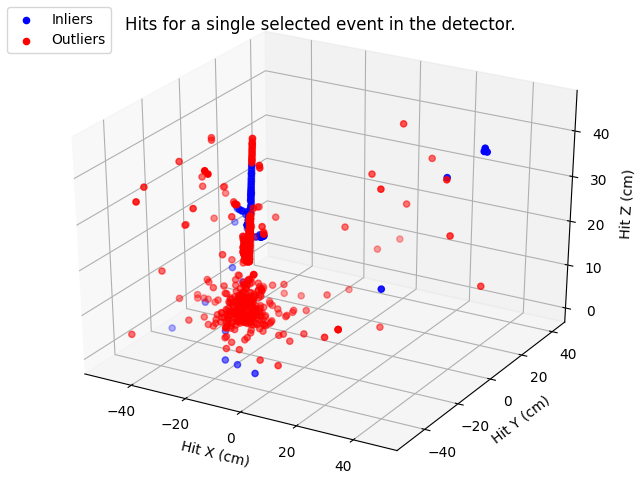 Hits for a single selected event in the detector.
Inliers
Outliers
40
30
20
10
0
Hit Z (cm)
−40
−20
0
20
40
Hit X (cm)
40
20
0
−20
−40
Hit Y (cm)